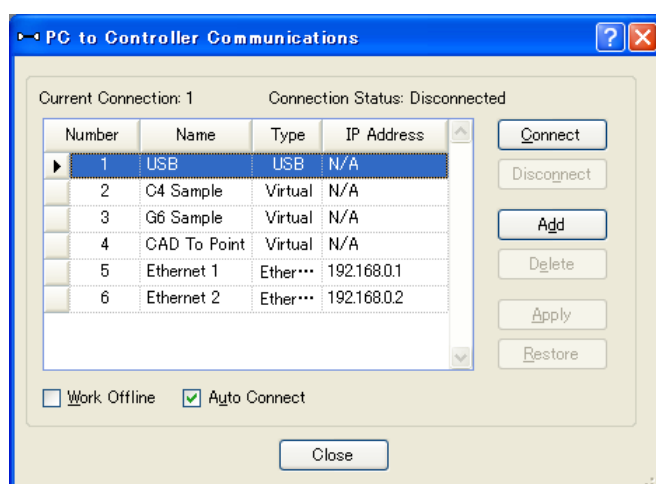 PC to Controller Communications
Current Connection: 1 Connection Status: Disconnected
Number Name Type IP Address
1 USB USB N/A
2 C4 Sample Virtual N/A
3 G6 Sample Virtual N/A
4 CAD To Point Virtual N/A
5 Ethernet 1 Ether… 192.168.0.1
6 Ethernet 2 Ether… 192.168.0.2
Connect
Disconnect
Add
Delete
Apply
Restore
Work Offline Auto Connect
Close